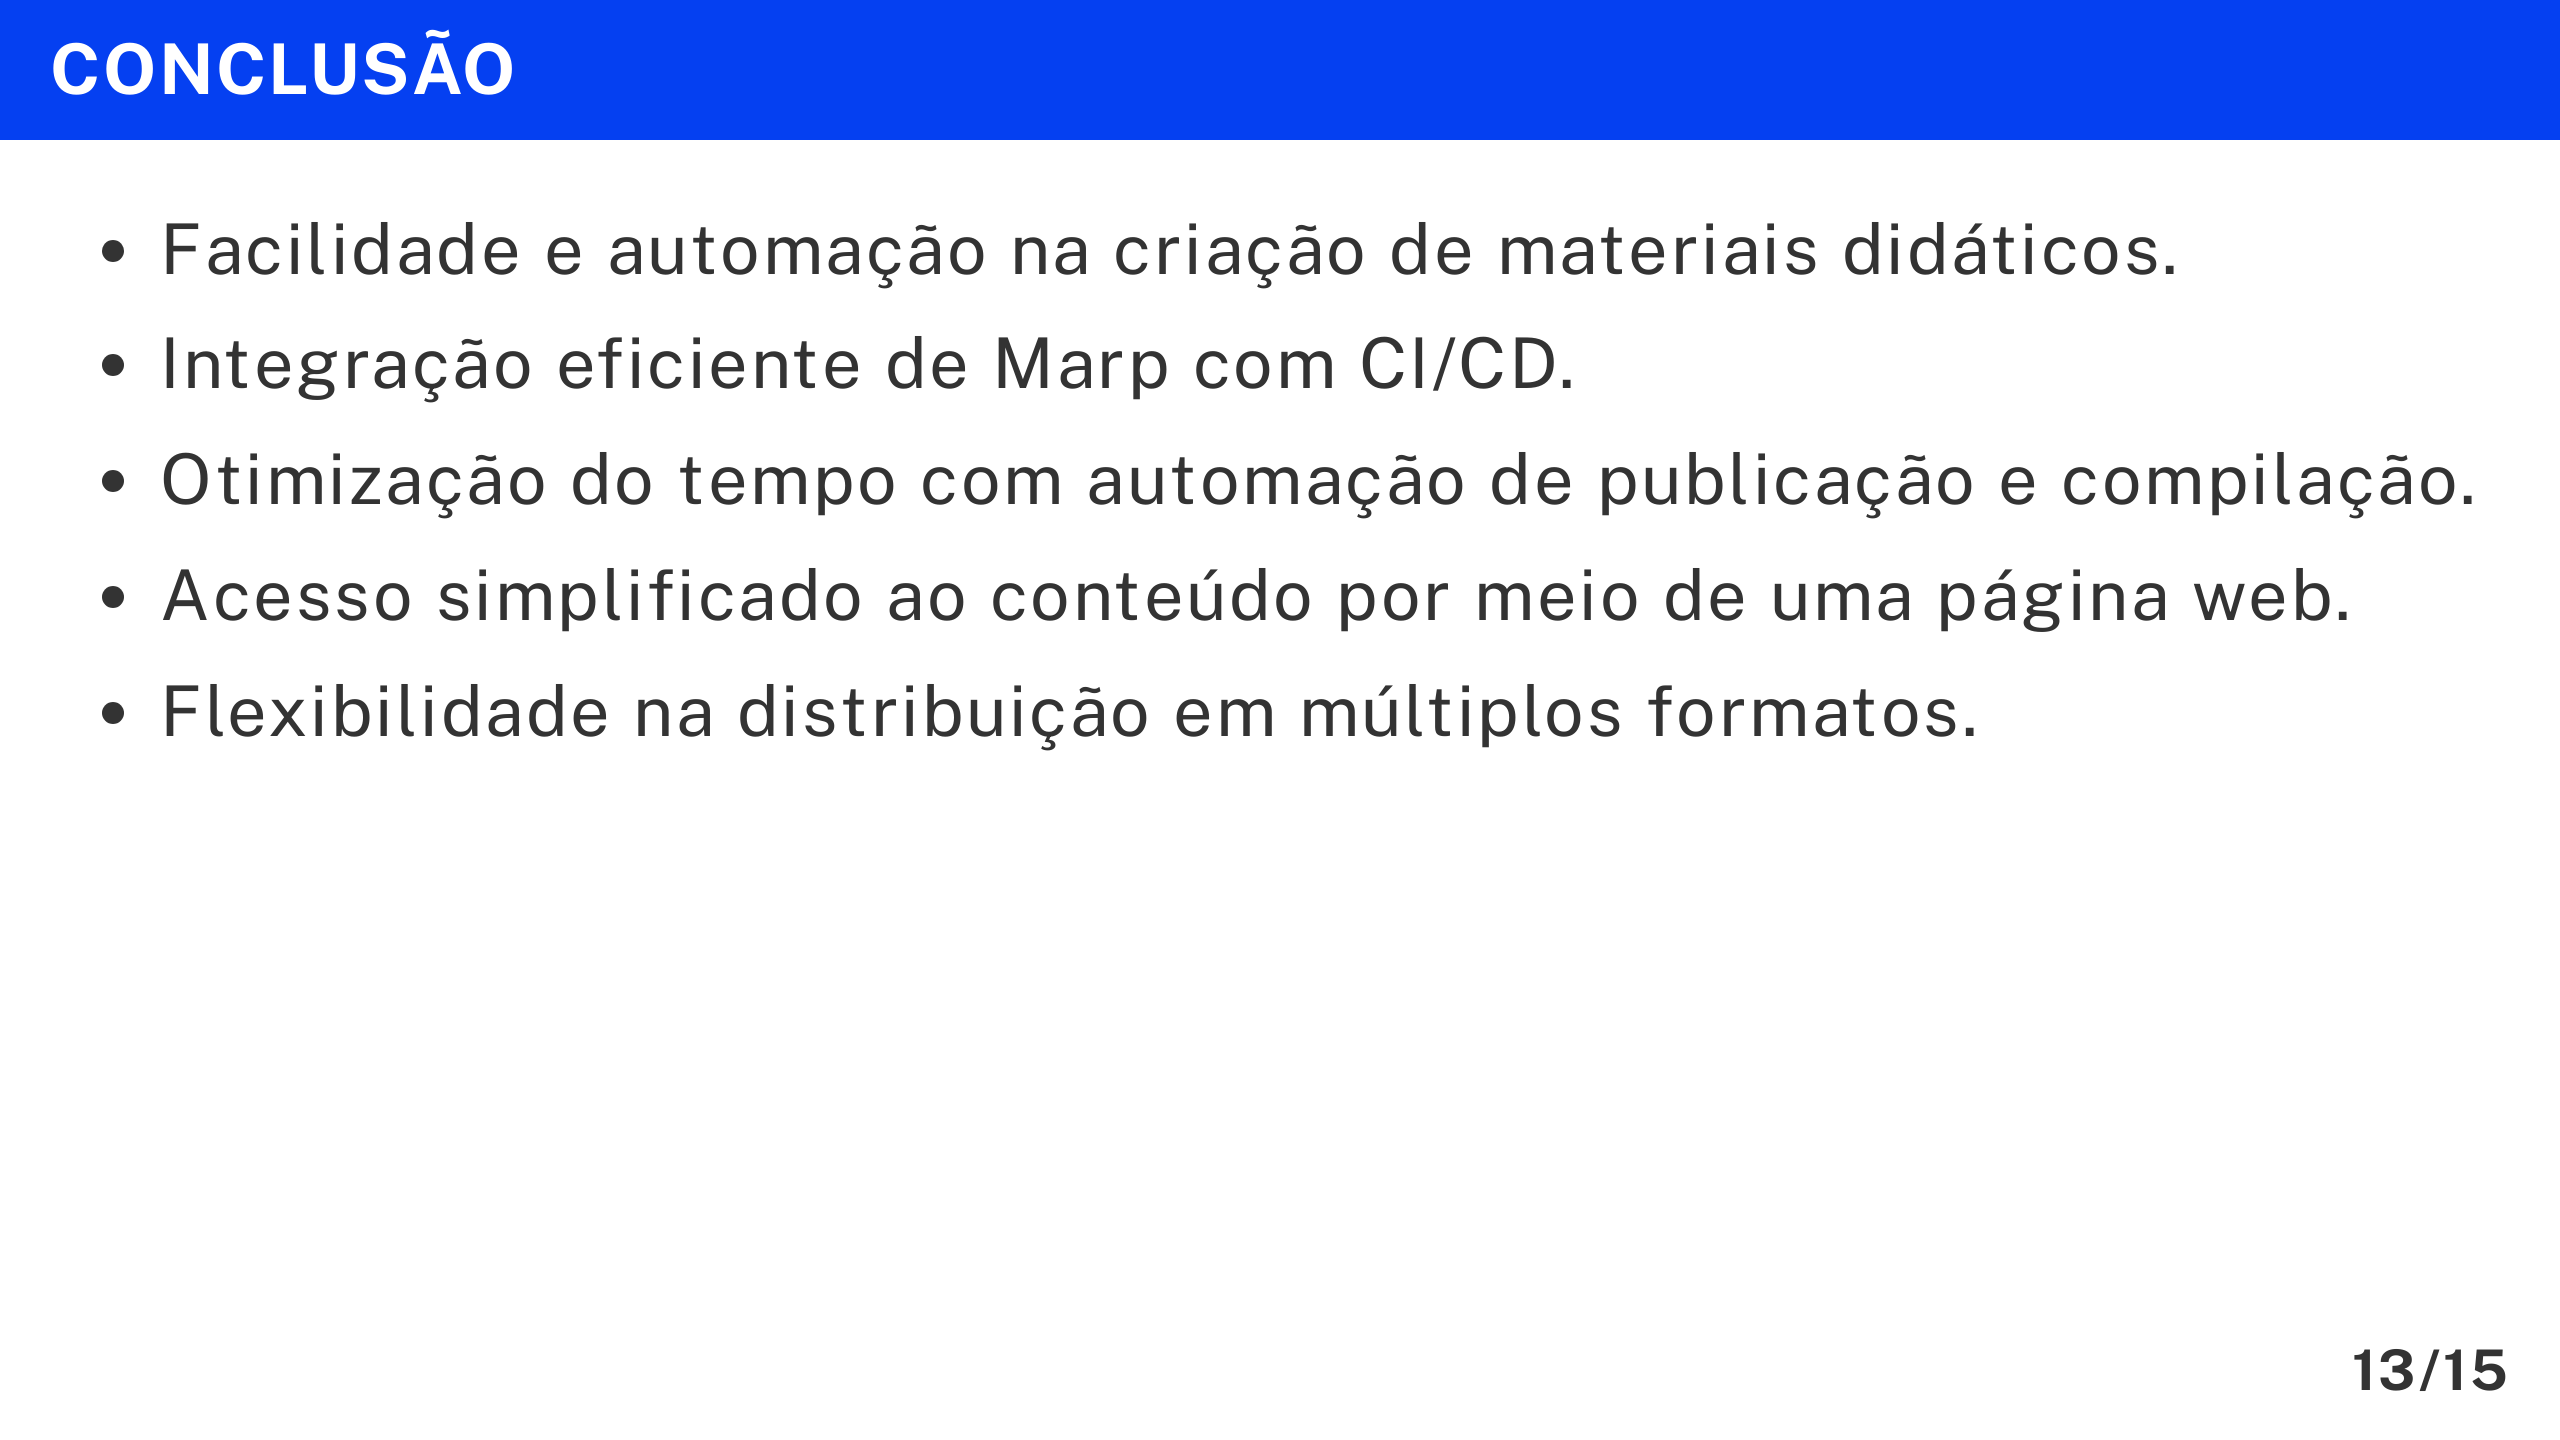 CONCLUSÃO
• Facilidade e automação na criação de materiais didáticos.
• Integração eficiente de Marp com CI/CD.
• Otimização do tempo com automação de publicação e compilação.
• Acesso simplificado ao conteúdo por meio de uma página web.
• Flexibilidade na distribuição em múltiplos formatos.
13/15